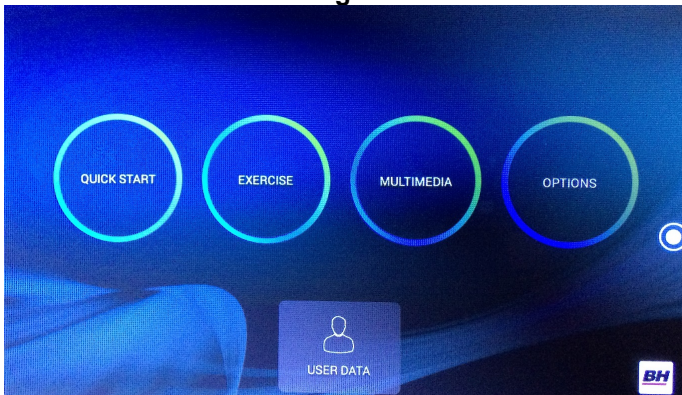 QUICK START
EXERCISE
MULTIMEDIA
OPTIONS
USER DATA
BH